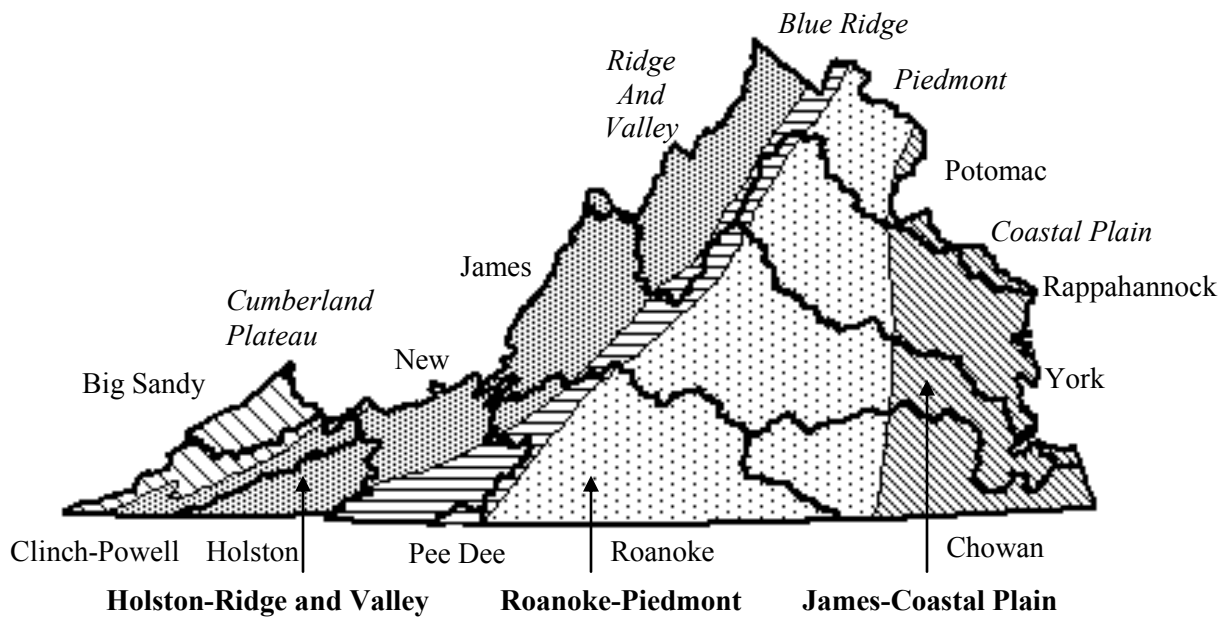 Blue Ridge
Ridge
And
Valley
Piedmont
Potomac
Coastal Plain
James
Rappahannock
Cumberland
Plateau
New
Big Sandy
York
Clinch-Powell
Holston
Pee Dee
Roanoke
Chowan
Holston-Ridge and Valley
Roanoke-Piedmont
James-Coastal Plain